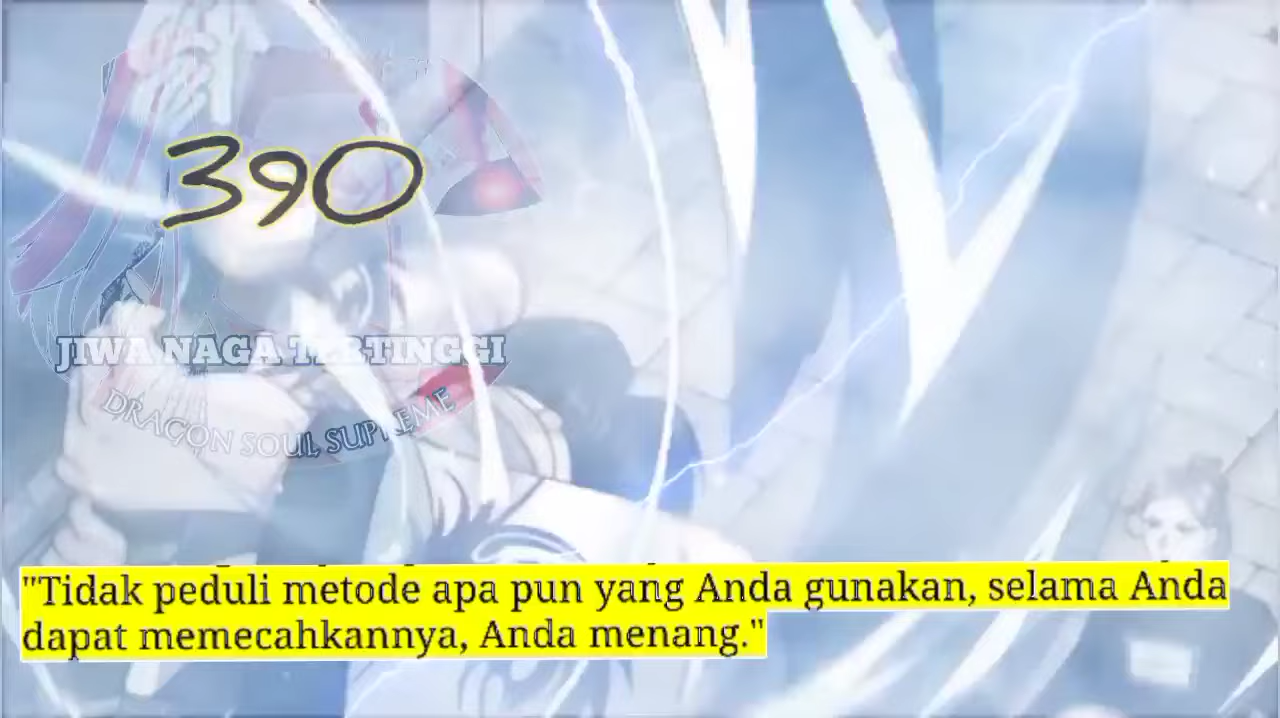 390
JIWA NAGA TERTINGGI
DRAGON SOUL SUPREME
"Tidak peduli metode apa pun yang Anda gunakan, selama Anda
dapat memecahkannya, Anda menang."